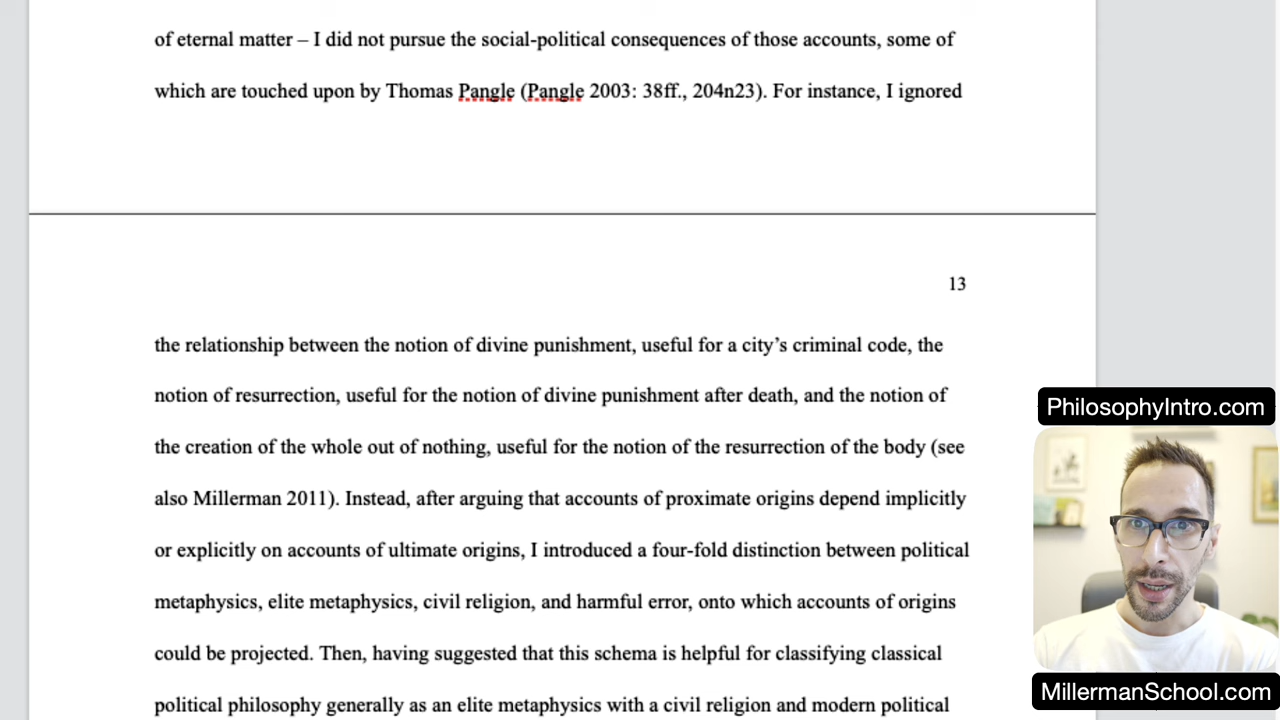 of eternal matter – I did not pursue the social-political consequences of those accounts, some of
which are touched upon by Thomas Pangle (Pangle 2003: 38ff., 204n23). For instance, I ignored
13
the relationship between the notion of divine punishment, useful for a city’s criminal code, the
notion of resurrection, useful for the notion of divine punishment after death, and the notion of
the creation of the whole out of nothing, useful for the notion of the resurrection of the body (see
also Millerman 2011). Instead, after arguing that accounts of proximate origins depend implicitly
or explicitly on accounts of ultimate origins, I introduced a four-fold distinction between political
metaphysics, elite metaphysics, civil religion, and harmful error, onto which accounts of origins
could be projected. Then, having suggested that this schema is helpful for classifying classical
political philosophy generally as an elite metaphysics with a civil religion and modern political
PhilosophyIntro.com
MillermanSchool.com